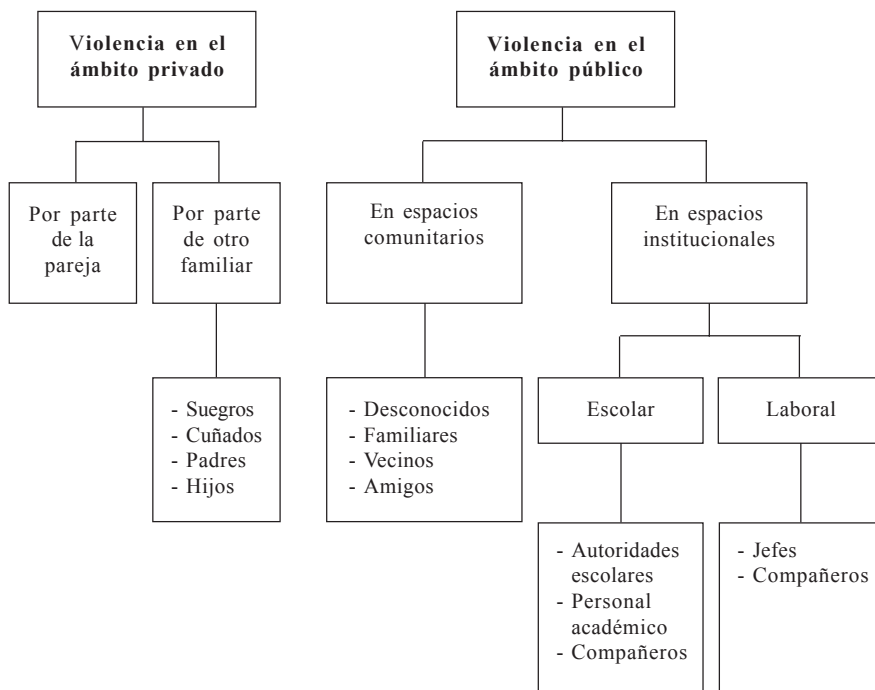 Violencia en el
ámbito privado
Violencia en el
ámbito público
Por parte
de la
pareja
Por parte
de otro
familiar
En espacios
comunitarios
En espacios
institucionales
- Suegros
- Cuñados
- Padres
- Hijos
- Desconocidos
- Familiares
- Vecinos
- Amigos
Escolar
Laboral
- Autoridades
escolares
- Personal
académico
- Compañeros
- Jefes
- Compañeros